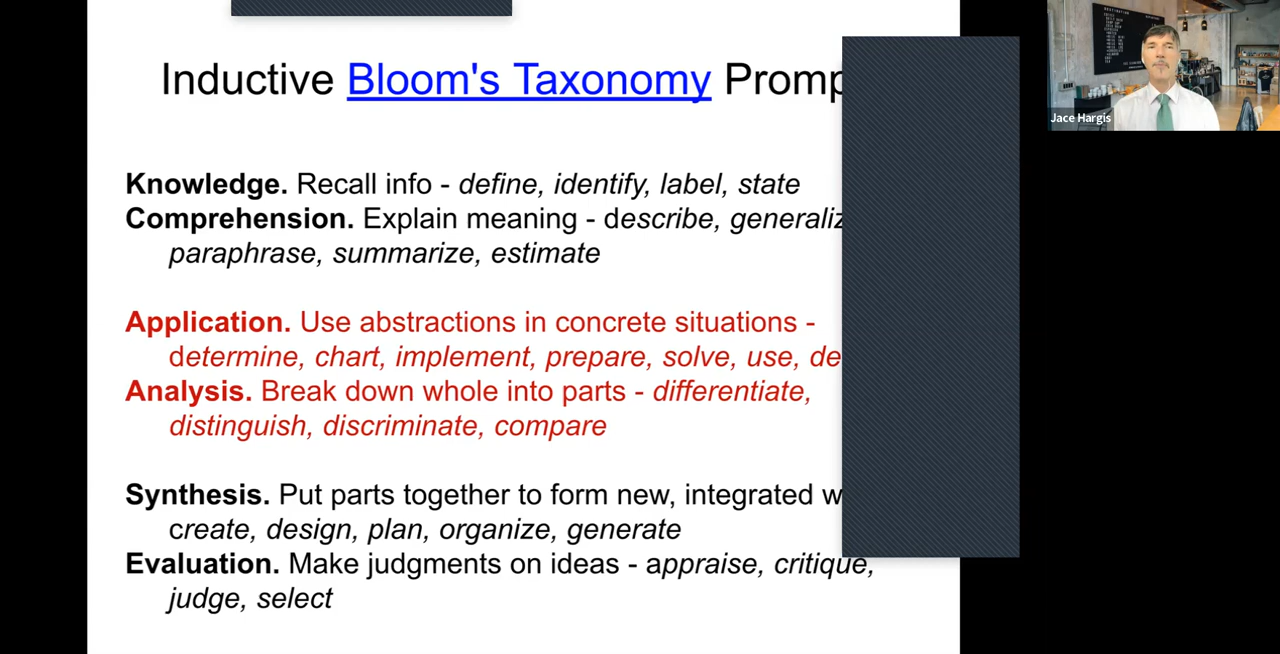 Inductive Bloom's Taxonomy Promp
Knowledge. Recall info - define, identify, label, state
Comprehension. Explain meaning - describe, generaliz
paraphrase, summarize, estimate
Application. Use abstractions in concrete situations -
determine, chart, implement, prepare, solve, use, de
Analysis. Break down whole into parts - differentiate,
distinguish, discriminate, compare
Synthesis. Put parts together to form new, integrated w
create, design, plan, organize, generate
Evaluation. Make judgments on ideas - appraise, critique,
judge, select
Jace Hargis